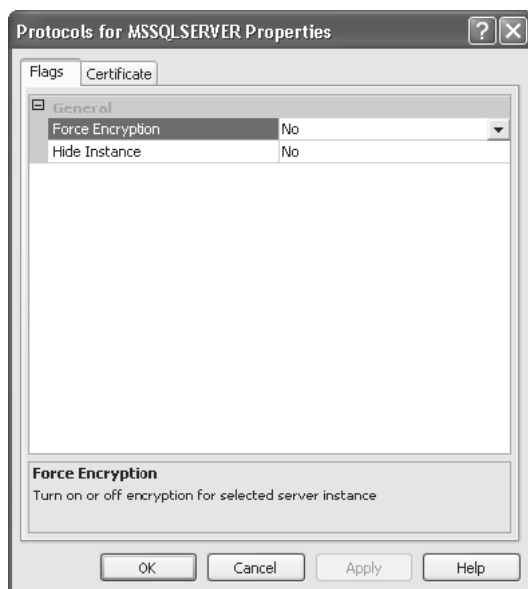 Protocols for MSSQLSERVER Properties
Flags Certificate
General
Force Encryption No
Hide Instance No
Force Encryption
Turn on or off encryption for selected server instance
OK Cancel Apply Help